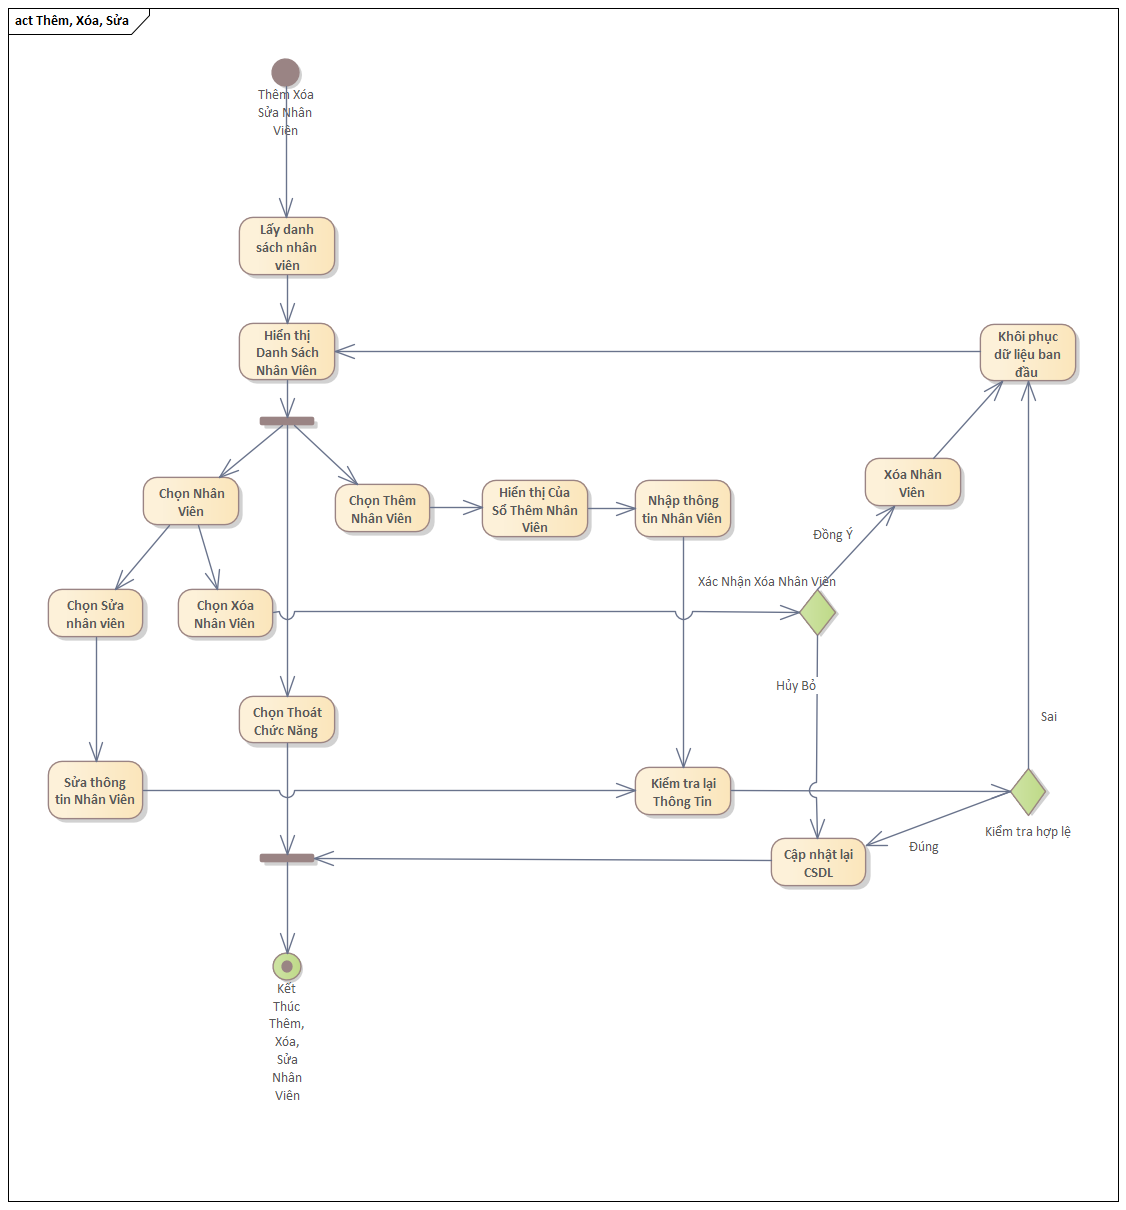 act Thêm, Xóa, Sửa
Thêm Xóa
Sửa Nhân
Viên
Lấy danh
sách nhân
viên
Hiển thị
Danh Sách
Nhân Viên
Khôi phục
dữ liệu ban
đầu
Chọn Nhân
Viên
Chọn Thêm
Nhân Viên
Hiển thị Của
Sổ Thêm Nhân
Viên
Nhập thông
tin Nhân Viên
Xóa Nhân
Viên
Đồng Ý
Xác Nhận Xóa Nhân Viên
Chọn Sửa
nhân viên
Chọn Xóa
Nhân Viên
Hủy Bỏ
Chọn Thoát
Chức Năng
Sai
Sửa thông
tin Nhân Viên
Kiểm tra lại
Thông Tin
Kiểm tra hợp lệ
Đúng
Cập nhật lại
CSDL
Kết
Thúc
Thêm,
Xóa,
Sửa
Nhân
Viên